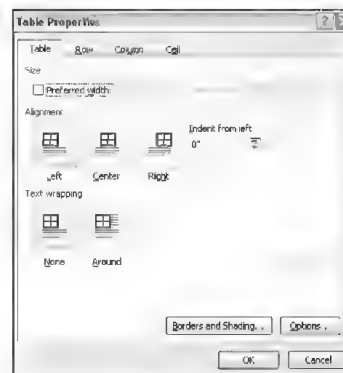 Table Properties
Table Row Column Cell
Size
Preferred width:
Alignment
Indent from left
0"
Left Center Right
Text wrapping
None Around
Borders and Shading... Options...
OK Cancel